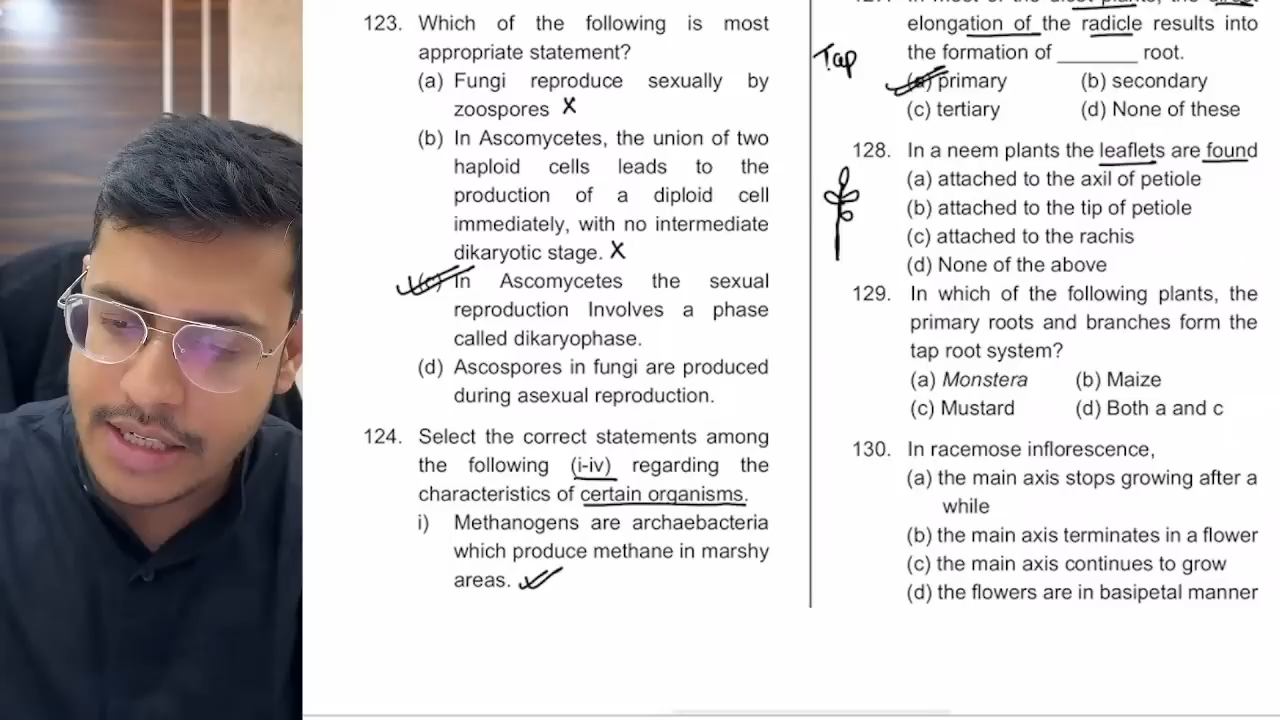 123. Which of the following is most
appropriate statement?
(a) Fungi reproduce sexually by
zoospores X
(b) In Ascomycetes, the union of two
haploid cells leads to the
production of a diploid cell
immediately, with no intermediate
dikaryotic stage. X
(c) In Ascomycetes the sexual
reproduction Involves a phase
called dikaryophase.
(d) Ascospores in fungi are produced
during asexual reproduction.
124. Select the correct statements among
the following (i-iv) regarding the
characteristics of certain organisms.
i) Methanogens are archaebacteria
which produce methane in marshy
areas.
elongation of the radicle results into
the formation of _______ root.
Tap
(a) primary (b) secondary
(c) tertiary (d) None of these
128. In a neem plants the leaflets are found
(a) attached to the axil of petiole
(b) attached to the tip of petiole
(c) attached to the rachis
(d) None of the above
129. In which of the following plants, the
primary roots and branches form the
tap root system?
(a) Monstera (b) Maize
(c) Mustard (d) Both a and c
130. In racemose inflorescence,
(a) the main axis stops growing after a
while
(b) the main axis terminates in a flower
(c) the main axis continues to grow
(d) the flowers are in basipetal manner